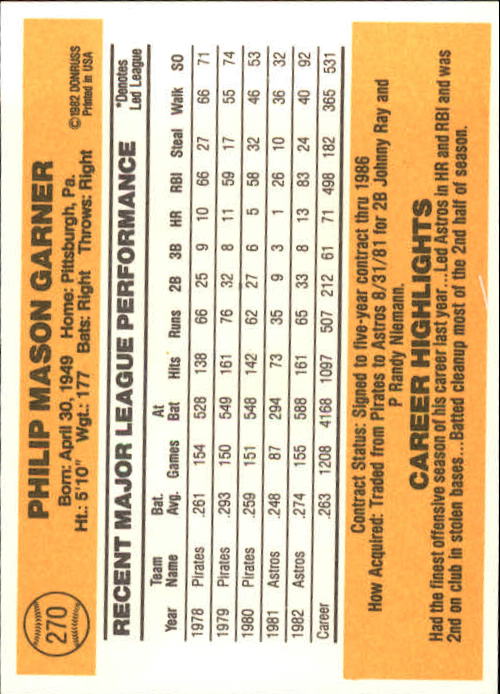 270
PHILIP MASON GARNER
Born: April 30, 1949 Home: Pittsburgh, Pa.
Ht.: 5'10" Wgt.: 177 Bats: Right Throws: Right
©1982 DONRUSS
Printed in USA
RECENT MAJOR LEAGUE PERFORMANCE
*Denotes
Led League
Year Team Name Bat. Avg. Games At Bat Hits Runs 2B 3B HR RBI Steal Walk SO
1978 Pirates .261 154 528 138 66 25 9 10 66 27 66 71
1979 Pirates .293 150 549 161 76 32 8 11 59 17 55 74
1980 Pirates .259 151 548 142 62 27 6 5 58 32 46 53
1981 Astros .248 87 294 73 35 9 3 1 26 10 36 32
1982 Astros .274 155 588 161 65 33 8 13 83 24 40 92
Career .263 1208 4168 1097 507 212 61 71 498 182 365 531
Contract Status: Signed to five-year contract thru 1986
How Acquired: Traded from Pirates to Astros 8/31/81 for 2B Johnny Ray and
P Randy Niemann.
CAREER HIGHLIGHTS
Had the finest offensive season of his career last year...Led Astros in HR and RBI and was
2nd on club in stolen bases...Batted cleanup most of the 2nd half of season.